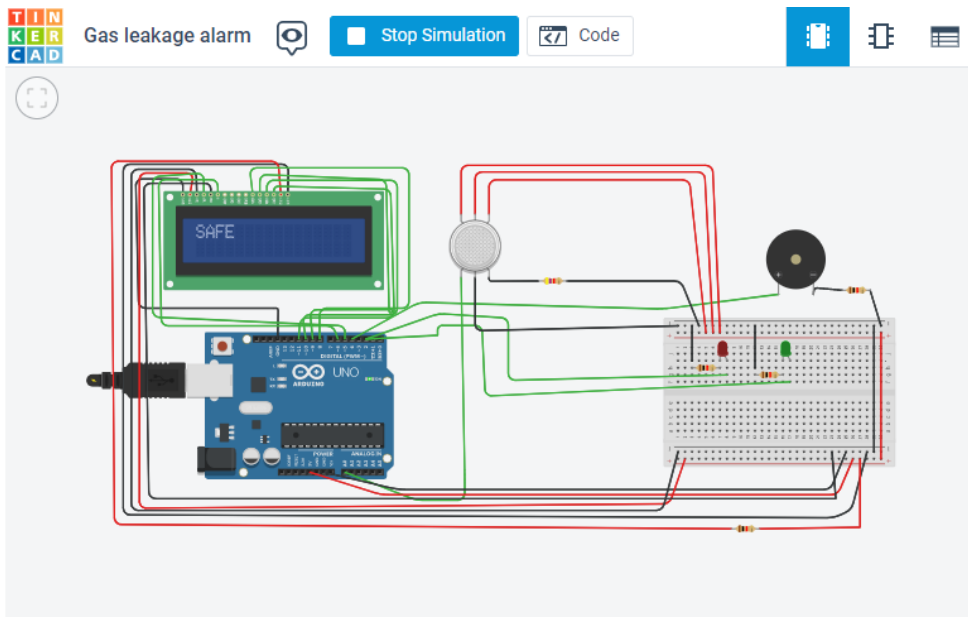 TIN
KER
CAD
Gas leakage alarm
Stop Simulation
Code
SAFE
DIGITAL (PWM~)
UNO
ARDUINO
POWER
ANALOG IN